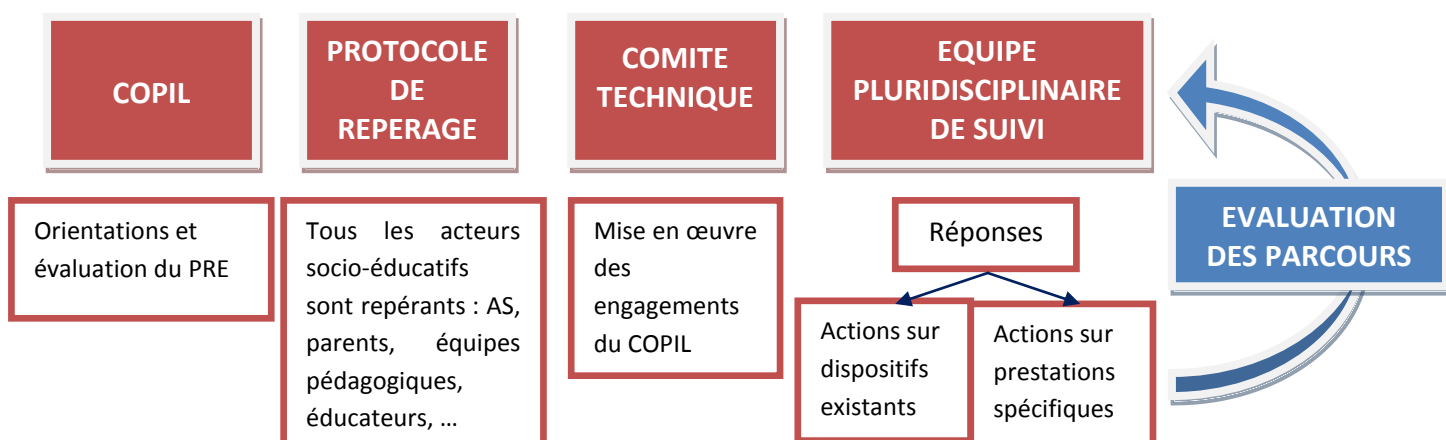 COPIL
Orientations et
évaluation du PRE
PROTOCOLE
DE
REPERAGE
Tous les acteurs
socio-éducatifs
sont repérants : AS,
parents, équipes
pédagogiques,
éducateurs, …
COMITE
TECHNIQUE
Mise en œuvre
des
engagements
du COPIL
EQUIPE
PLURIDISCIPLINAIRE
DE SUIVI
Réponses
Actions sur
dispositifs
existants
Actions sur
prestations
spécifiques
EVALUATION
DES PARCOURS